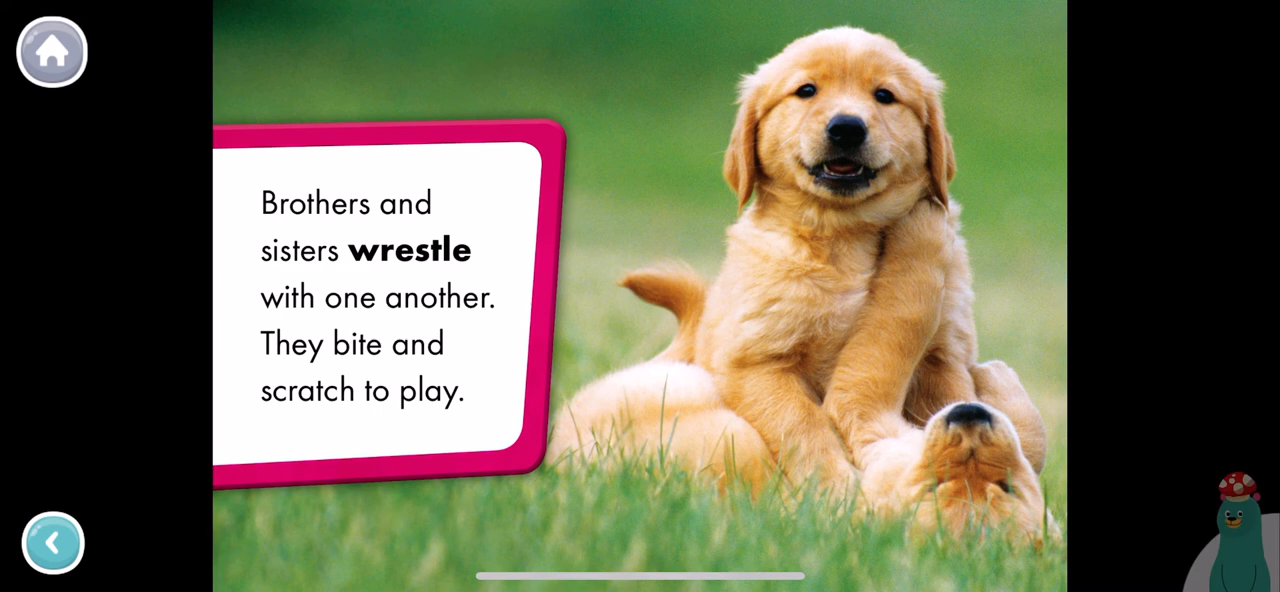 Brothers and
sisters wrestle
with one another.
They bite and
scratch to play.